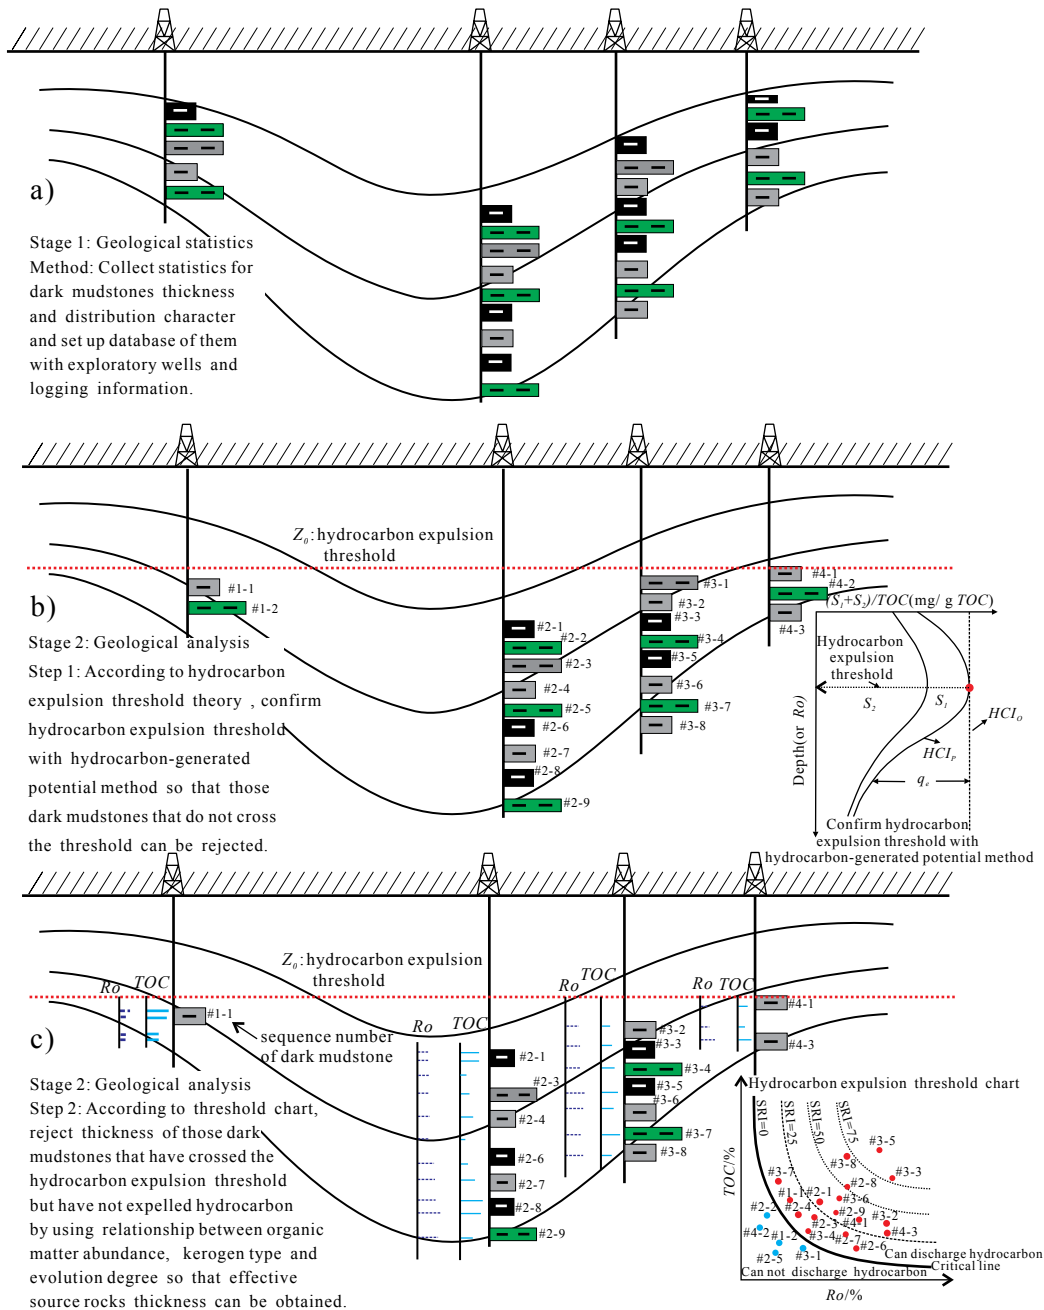 a)
Stage 1: Geological statistics
Method: Collect statistics for
dark mudstones thickness
and distribution character
and set up database of them
with exploratory wells and
logging information.
Z0: hydrocarbon expulsion
threshold
#1-1
#1-2
#2-1
#2-2
#2-3
#2-4
#2-5
#2-6
#2-7
#2-8
#2-9
#3-1
#3-2
#3-3
#3-4
#3-5
#3-6
#3-7
#3-8
#4-1
#4-2
#4-3
b)
Stage 2: Geological analysis
Step 1: According to hydrocarbon
expulsion threshold theory , confirm
hydrocarbon expulsion threshold
with hydrocarbon-generated
potential method so that those
dark mudstones that do not cross
the threshold can be rejected.
(S1+S2)/TOC(mg/ g TOC)
Hydrocarbon
expulsion
threshold
S2
S1
HCIO
HCIP
qe
Depth(or Ro)
Confirm hydrocarbon
expulsion threshold with
hydrocarbon-generated potential method
Z0: hydrocarbon expulsion
threshold
Ro
TOC
#1-1
sequence number
of dark mudstone
Ro
TOC
#2-1
#2-3
#2-4
#2-6
#2-7
#2-8
#2-9
Ro
TOC
#3-2
#3-3
#3-4
#3-5
#3-6
#3-7
#3-8
Ro
TOC
#4-1
#4-3
c)
Stage 2: Geological analysis
Step 2: According to threshold chart,
reject thickness of those dark
mudstones that have crossed the
hydrocarbon expulsion threshold
but have not expelled hydrocarbon
by using relationship between organic
matter abundance, kerogen type and
evolution degree so that effective
source rocks thickness can be obtained.
Hydrocarbon expulsion threshold chart
TOC/%
SRI=0
SRI=25
SRI=50
SRI=75
#3-5
#3-8
#3-3
#3-7
#2-8
#1-1
#2-1
#3-6
#2-2
#2-4
#2-9
#3-2
#2-3
#4-1
#4-2
#1-2
#3-4
#2-7
#4-3
#2-5
#3-1
#2-6
Can discharge hydrocarbon
Critical line
Can not discharge hydrocarbon
Ro/%